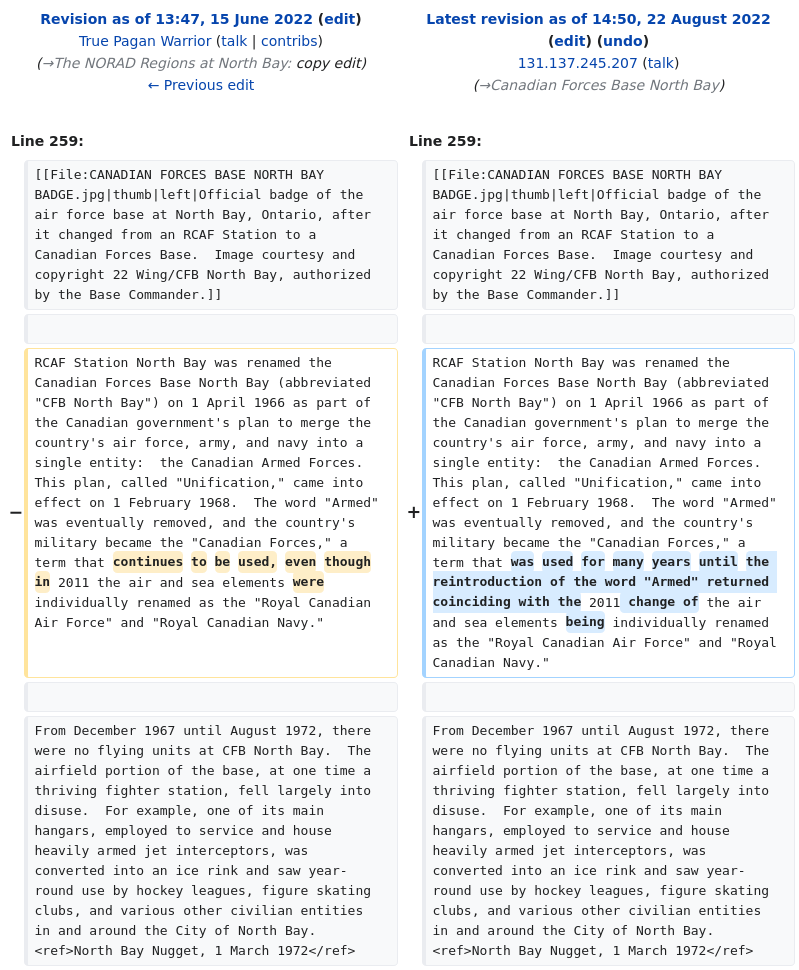 Revision as of 13:47, 15 June 2022 (edit)
True Pagan Warrior (talk | contribs)
(→The NORAD Regions at North Bay: copy edit)
← Previous edit
Latest revision as of 14:50, 22 August 2022
(edit) (undo)
131.137.245.207 (talk)
(→Canadian Forces Base North Bay)
Line 259:
[[File:CANADIAN FORCES BASE NORTH BAY
BADGE.jpg|thumb|left|Official badge of the
air force base at North Bay, Ontario, after
it changed from an RCAF Station to a
Canadian Forces Base.  Image courtesy and
copyright 22 Wing/CFB North Bay, authorized
by the Base Commander.]]
−
RCAF Station North Bay was renamed the
Canadian Forces Base North Bay (abbreviated
"CFB North Bay") on 1 April 1966 as part of
the Canadian government's plan to merge the
country's air force, army, and navy into a
single entity:  the Canadian Armed Forces.
This plan, called "Unification," came into
effect on 1 February 1968.  The word "Armed"
was eventually removed, and the country's
military became the "Canadian Forces," a
term that continues to be used, even though
in 2011 the air and sea elements were
individually renamed as the "Royal Canadian
Air Force" and "Royal Canadian Navy."
From December 1967 until August 1972, there
were no flying units at CFB North Bay.  The
airfield portion of the base, at one time a
thriving fighter station, fell largely into
disuse.  For example, one of its main
hangars, employed to service and house
heavily armed jet interceptors, was
converted into an ice rink and saw year-
round use by hockey leagues, figure skating
clubs, and various other civilian entities
in and around the City of North Bay.
<ref>North Bay Nugget, 1 March 1972</ref>
Line 259:
[[File:CANADIAN FORCES BASE NORTH BAY
BADGE.jpg|thumb|left|Official badge of the
air force base at North Bay, Ontario, after
it changed from an RCAF Station to a
Canadian Forces Base.  Image courtesy and
copyright 22 Wing/CFB North Bay, authorized
by the Base Commander.]]
+
RCAF Station North Bay was renamed the
Canadian Forces Base North Bay (abbreviated
"CFB North Bay") on 1 April 1966 as part of
the Canadian government's plan to merge the
country's air force, army, and navy into a
single entity:  the Canadian Armed Forces.
This plan, called "Unification," came into
effect on 1 February 1968.  The word "Armed"
was eventually removed, and the country's
military became the "Canadian Forces," a
term that was used for many years until the
reintroduction of the word "Armed" returned
coinciding with the 2011 change of the air
and sea elements being individually renamed
as the "Royal Canadian Air Force" and "Royal
Canadian Navy."
From December 1967 until August 1972, there
were no flying units at CFB North Bay.  The
airfield portion of the base, at one time a
thriving fighter station, fell largely into
disuse.  For example, one of its main
hangars, employed to service and house
heavily armed jet interceptors, was
converted into an ice rink and saw year-
round use by hockey leagues, figure skating
clubs, and various other civilian entities
in and around the City of North Bay.
<ref>North Bay Nugget, 1 March 1972</ref>